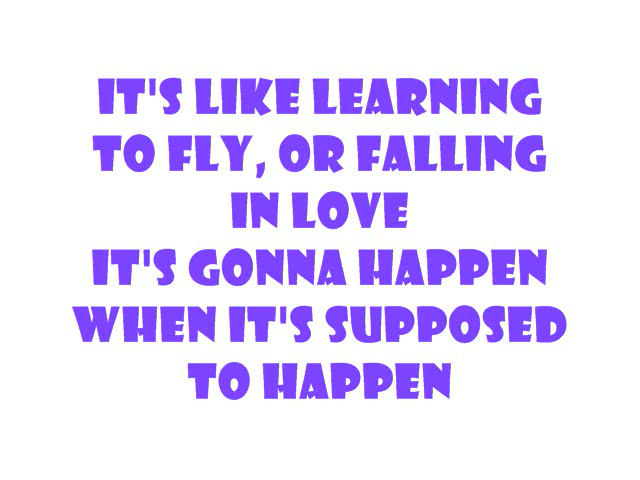 IT'S LIKE LEARNING
TO FLY, OR FALLING
IN LOVE
IT'S GONNA HAPPEN
WHEN IT'S SUPPOSED
TO HAPPEN